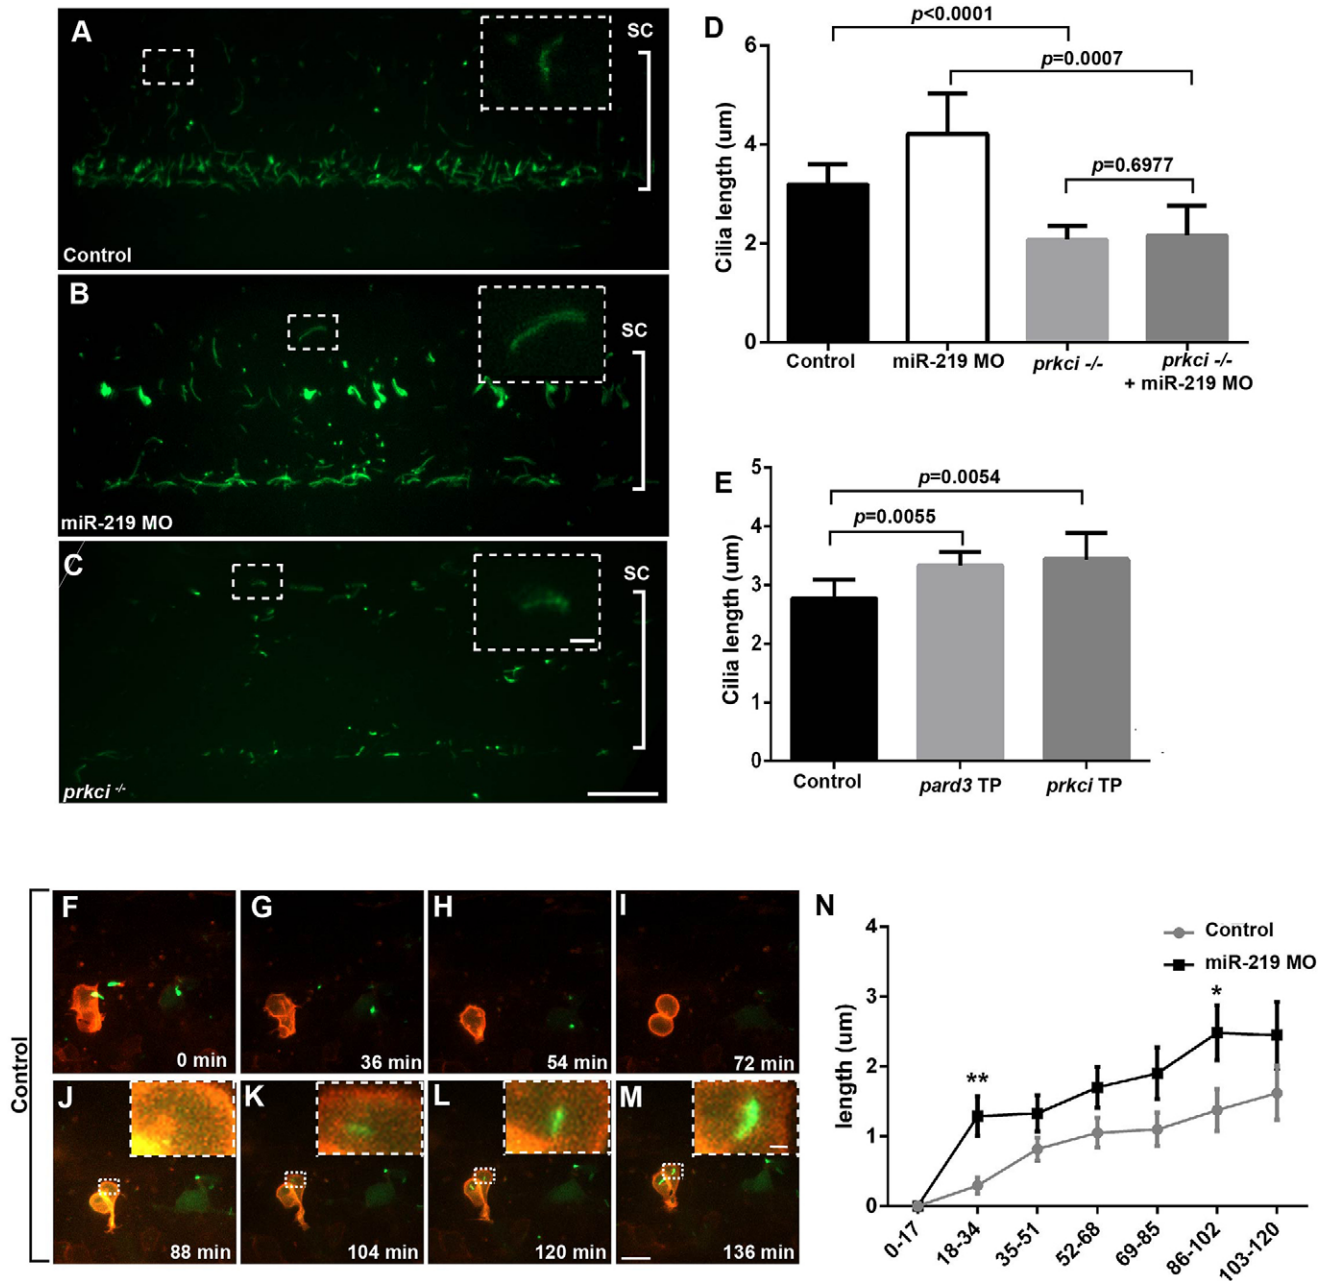 A
SC
Control
B
SC
miR-219 MO
C
SC
prkci -/-
D
p<0.0001
p=0.0007
p=0.6977
Cilia length (um)
6
4
2
0
Control
miR-219 MO
prkci -/-
prkci -/-
+ miR-219 MO
E
p=0.0054
p=0.0055
Cilia length (um)
5
4
3
2
1
0
Control
pard3 TP
prkci TP
Control
F
0 min
G
36 min
H
54 min
I
72 min
J
88 min
K
104 min
L
120 min
M
136 min
N
Control
miR-219 MO
**
*
length (um)
4
3
2
1
0
0-17
18-34
35-51
52-68
69-85
86-102
103-120